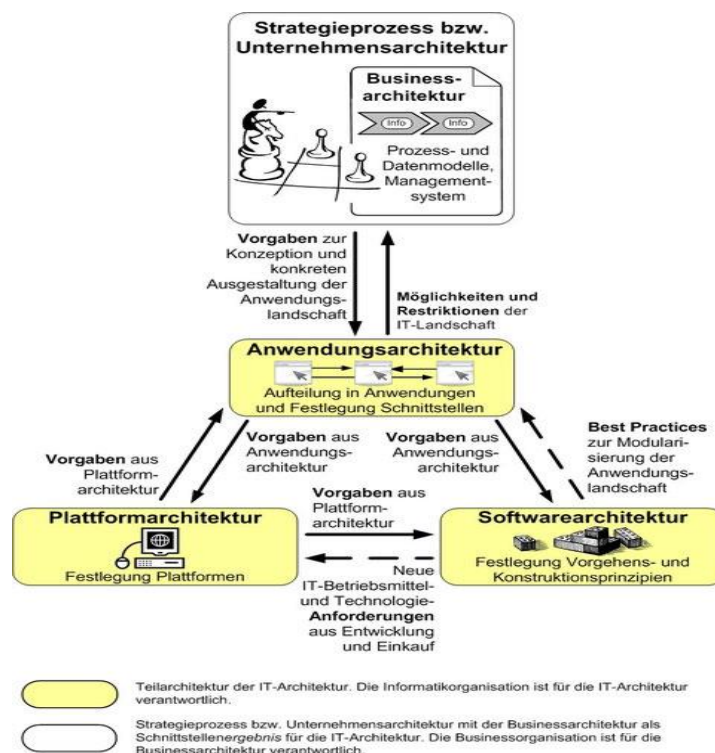 Strategieprozess bzw.
Unternehmensarchitektur
Business-
architektur
Info
Info
Prozess- und
Datenmodelle,
Management-
system
Vorgaben zur
Konzeption und
konkreten
Ausgestaltung der
Anwendungs-
landschaft
Möglichkeiten und
Restriktionen der
IT-Landschaft
Anwendungsarchitektur
Aufteilung in Anwendungen
und Festlegung Schnittstellen
Vorgaben aus
Plattform-
architektur
Vorgaben aus
Anwendungs-
architektur
Vorgaben aus
Anwendungs-
architektur
Best Practices
zur Modulari-
sierung der
Anwendungs-
landschaft
Plattformarchitektur
Festlegung Plattformen
Vorgaben aus
Plattform-
architektur
Softwarearchitektur
Festlegung Vorgehens- und
Konstruktionsprinzipien
Neue
IT-Betriebsmittel-
und Technologie-
Anforderungen
aus Entwicklung
und Einkauf
Teilarchitektur der IT-Architektur. Die Informatikorganisation ist für die IT-Architektur
verantwortlich.
Strategieprozess bzw. Unternehmensarchitektur mit der Businessarchitektur als
Schnittstellenergebnis für die IT-Architektur. Die Businessorganisation ist für die
Businessarchitektur verantwortlich.